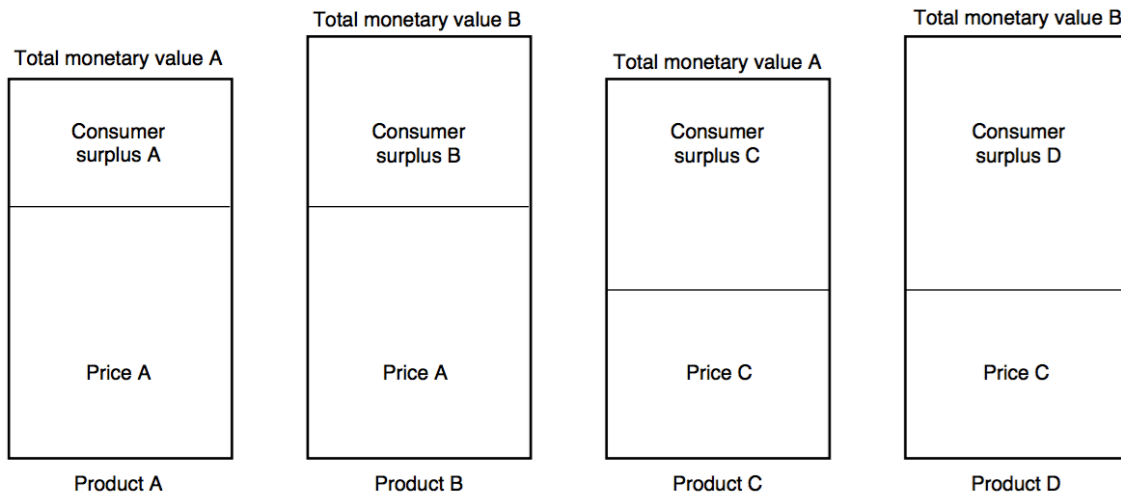 Total monetary value A
Consumer
surplus A
Price A
Product A
Total monetary value B
Consumer
surplus B
Price A
Product B
Total monetary value A
Consumer
surplus C
Price C
Product C
Total monetary value B
Consumer
surplus D
Price C
Product D